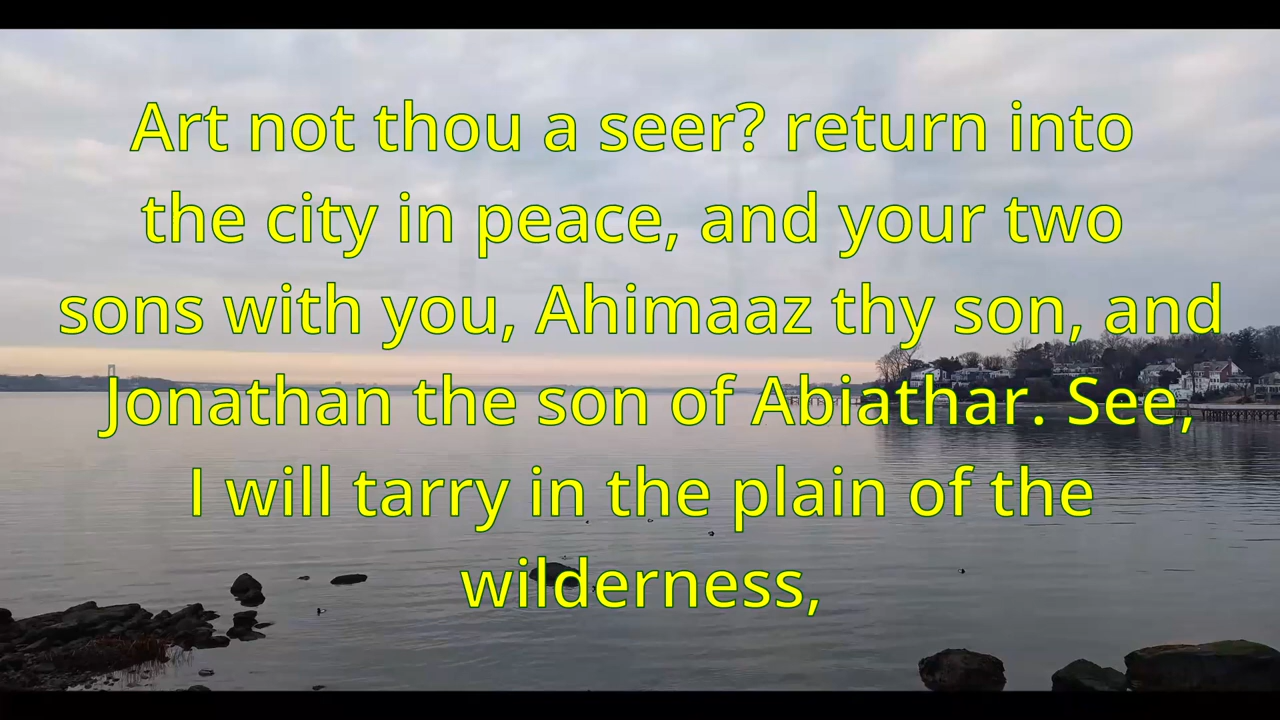 Art not thou a seer? return into
the city in peace, and your two
sons with you, Ahimaaz thy son, and
Jonathan the son of Abiathar. See,
I will tarry in the plain of the
wilderness,